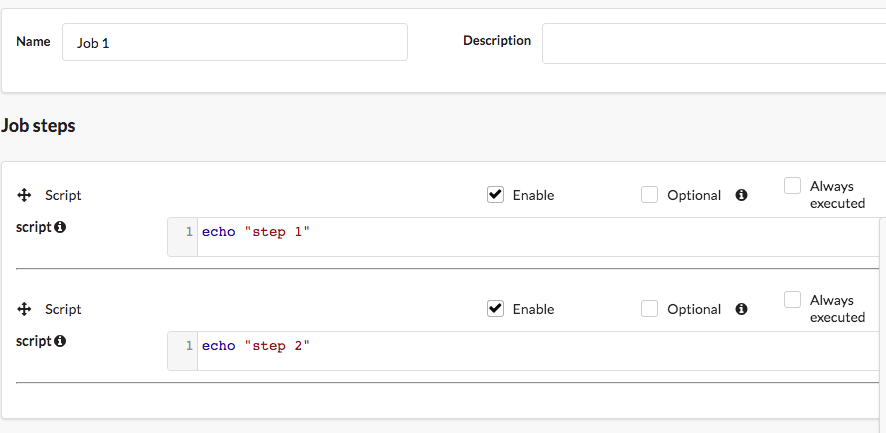 Name Job 1 Description
Job steps
Script Enable Optional Always executed
script
1 echo "step 1"
Script Enable Optional Always executed
script
1 echo "step 2"